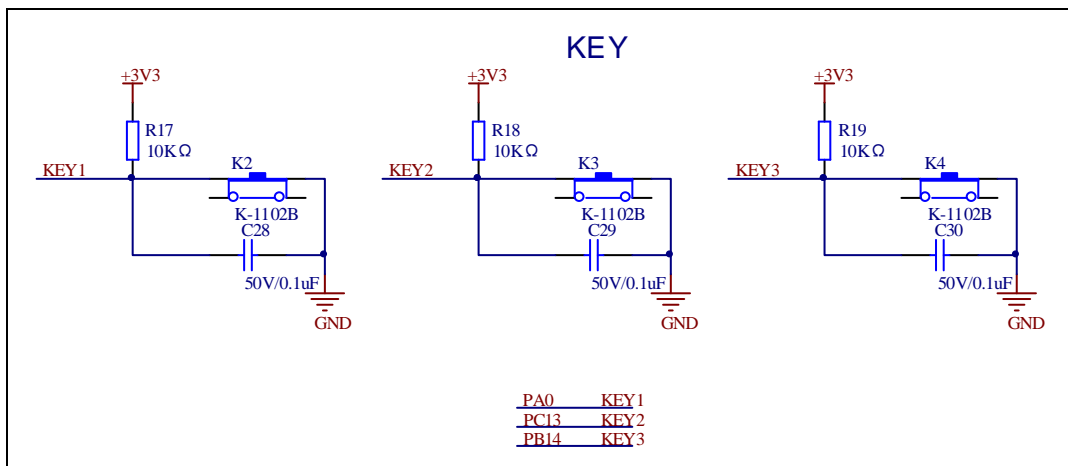 KEY
+3V3
R17
10KΩ
KEY1
K2
K-1102B
C28
50V/0.1uF
GND
+3V3
R18
10KΩ
KEY2
K3
K-1102B
C29
50V/0.1uF
GND
+3V3
R19
10KΩ
KEY3
K4
K-1102B
C30
50V/0.1uF
GND
PA0 KEY1
PC13 KEY2
PB14 KEY3